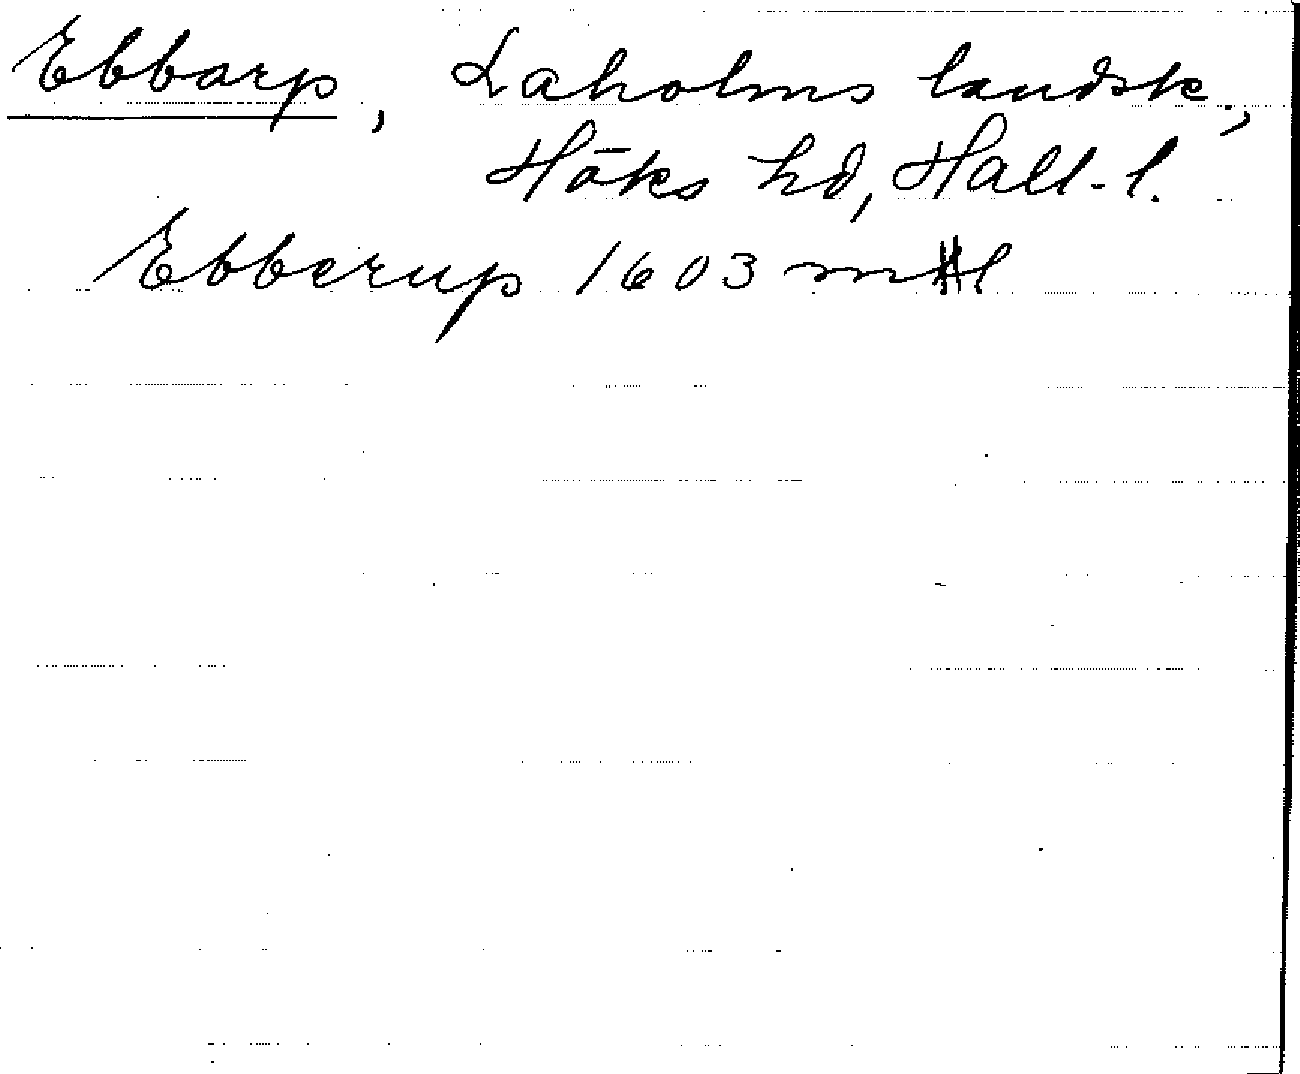 Ebbarp, Laholms landsk.,
Höks hd, Hall. l.
Ebberup 1603